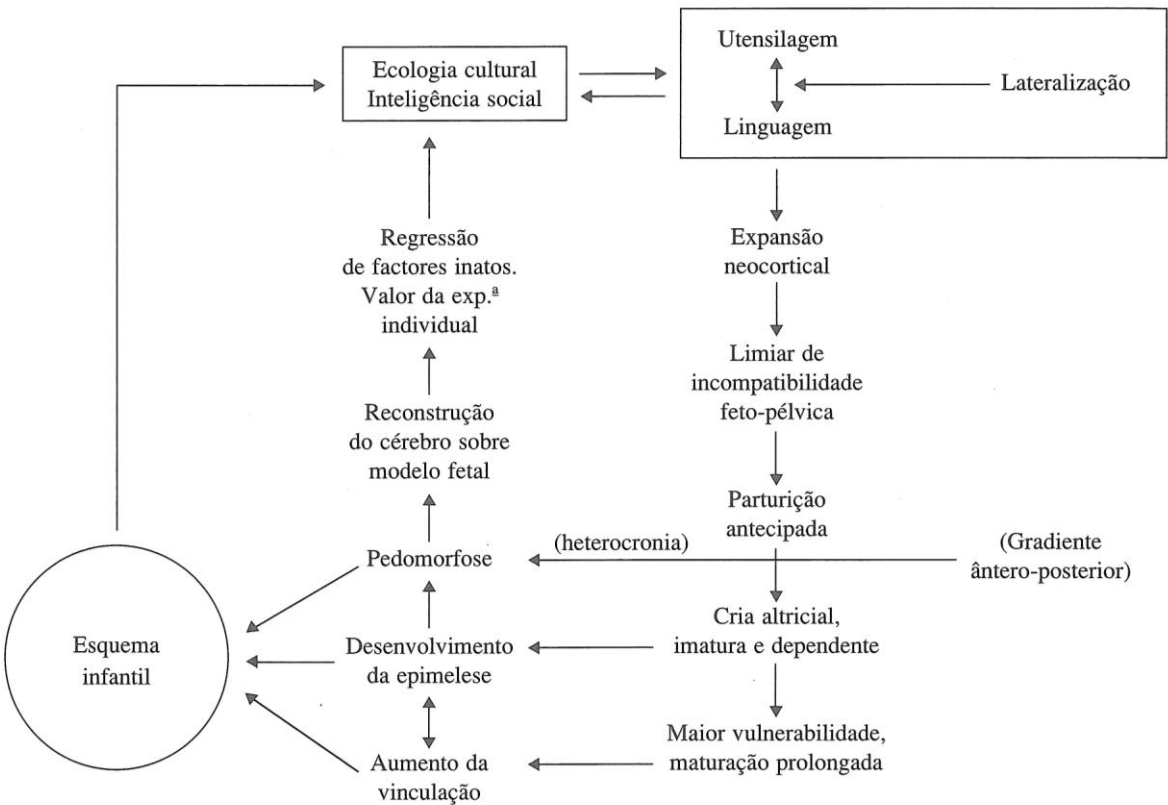 Ecologia cultural
Inteligência social
Utensilagem
Lateralização
Linguagem
Regressão
de factores inatos.
Valor da exp.ª
individual
Expansão
neocortical
Limiar de
incompatibilidade
feto-pélvica
Reconstrução
do cérebro sobre
modelo fetal
Parturição
antecipada
Pedomorfose
(heterocronia)
(Gradiente
ântero-posterior)
Esquema
infantil
Desenvolvimento
da epimelese
Cria altricial,
imatura e dependente
Aumento da
vinculação
Maior vulnerabilidade,
maturação prolongada